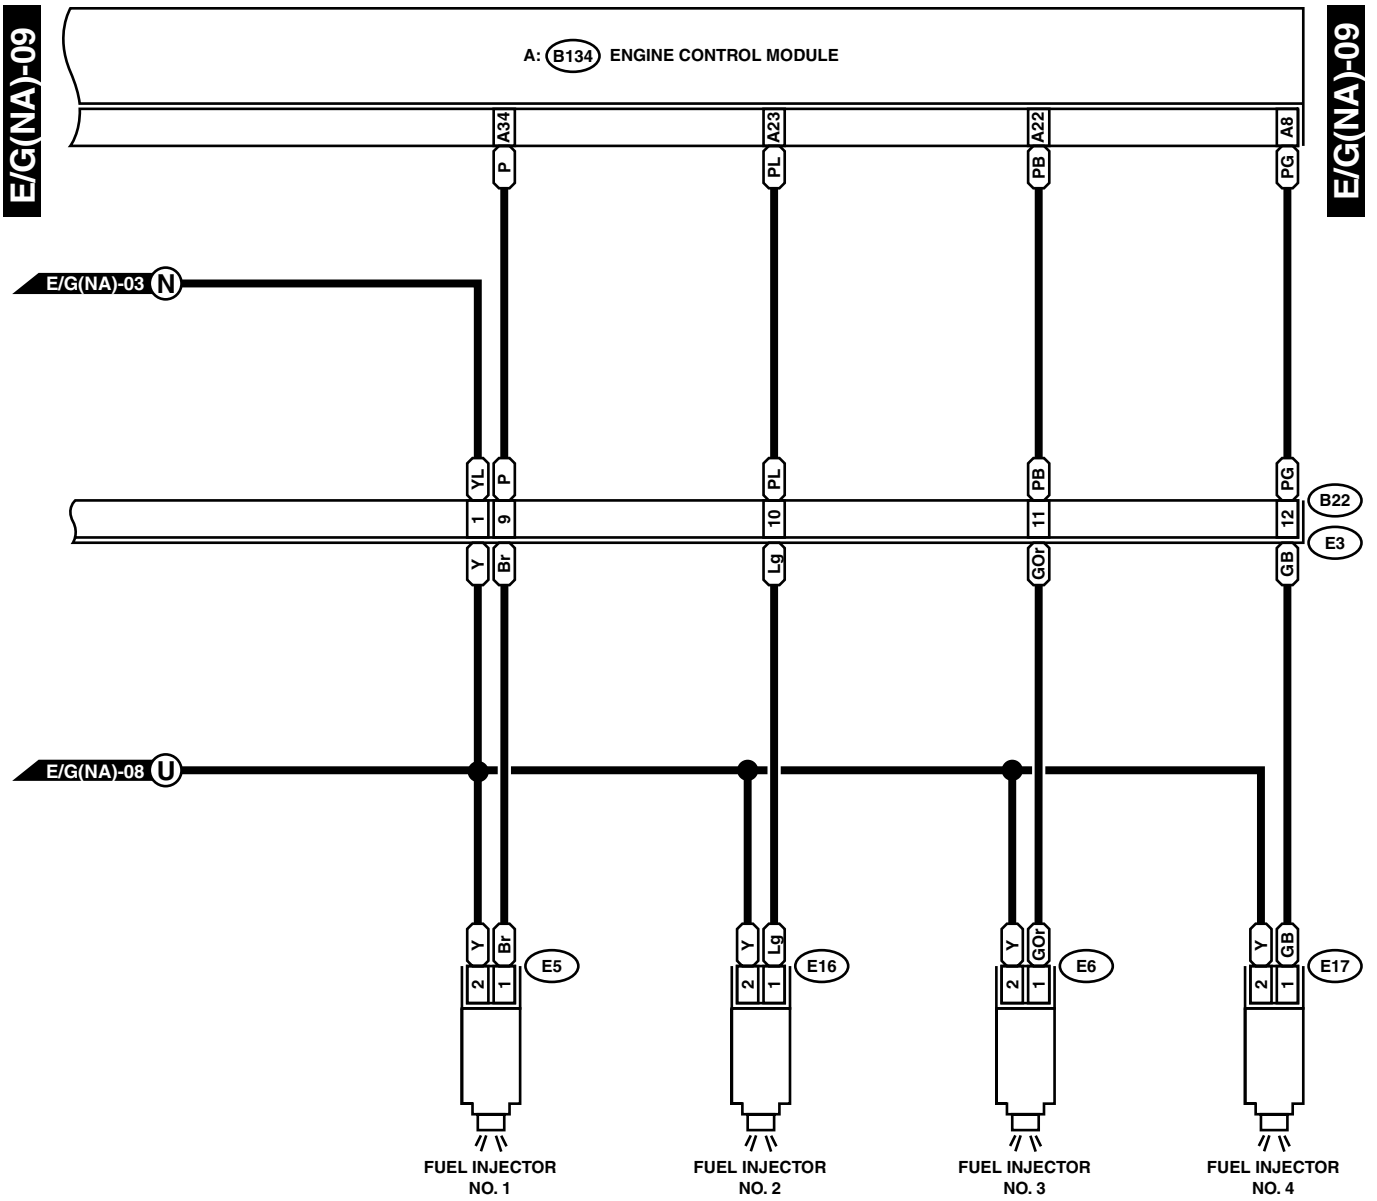 E/G(NA)-09
E/G(NA)-09
A: B134 ENGINE CONTROL MODULE
A34
A23
A22
A8
P
PL
PB
PG
E/G(NA)-03 N
YL
P
PL
PB
PG
B22
1
9
10
11
12
E3
Y
Br
Lg
GOr
GB
E/G(NA)-08 U
Y
Br
E5
Y
Lg
E16
Y
GOr
E6
Y
GB
E17
2
1
2
1
2
1
2
1
FUEL INJECTOR
NO. 1
FUEL INJECTOR
NO. 2
FUEL INJECTOR
NO. 3
FUEL INJECTOR
NO. 4